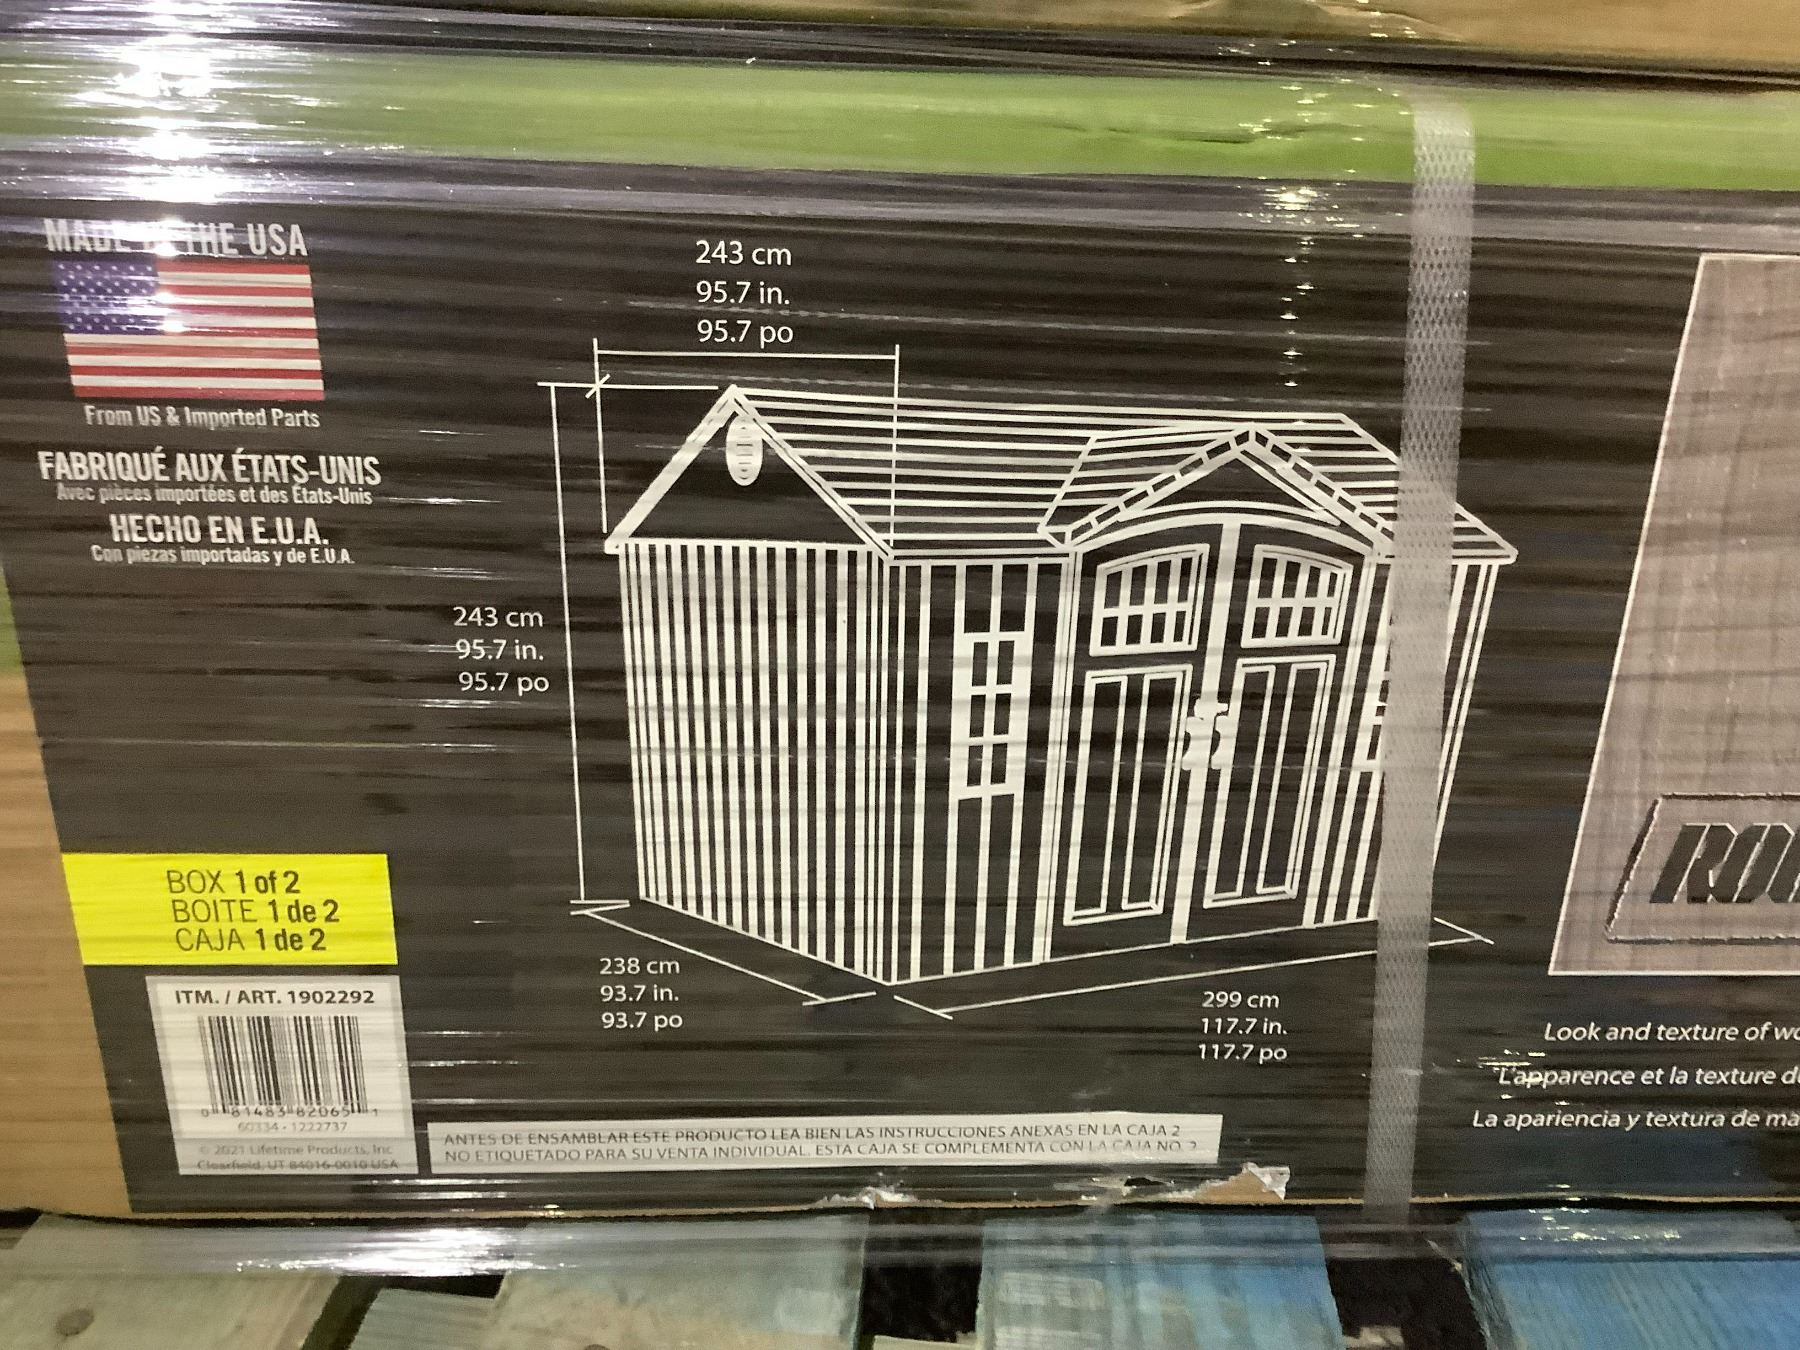 MADE IN THE USA
From US & Imported Parts
FABRIQUÉ AUX ÉTATS-UNIS
Avec pièces importées et des États-Unis
HECHO EN E.U.A.
Con piezas importadas y de E.U.A.
243 cm
95.7 in.
95.7 po
243 cm
95.7 in.
95.7 po
238 cm
93.7 in.
93.7 po
299 cm
117.7 in.
117.7 po
BOX 1 of 2
BOITE 1 de 2
CAJA 1 de 2
ITM. / ART. 1902292
0 81483 82065 1
60334 • 1222737
© 2021 Lifetime Products, Inc
Clearfield, UT 84016-0010 USA
ANTES DE ENSAMBLAR ESTE PRODUCTO LEA BIEN LAS INSTRUCCIONES ANEXAS EN LA CAJA 2
NO ETIQUETADO PARA SU VENTA INDIVIDUAL. ESTA CAJA SE COMPLEMENTA CON LA CAJA NO. 2
Look and texture of
L'apparence et la texture
La apariencia y textura de